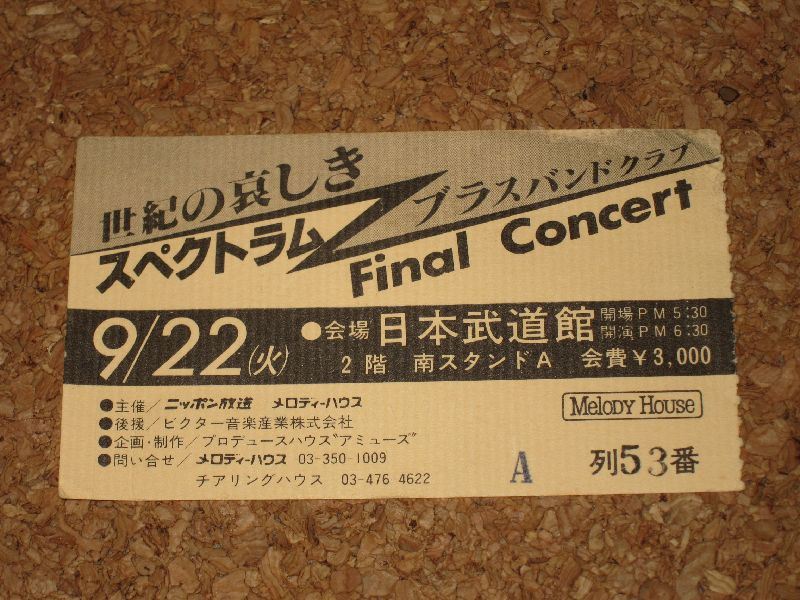 世紀の哀しき
ブラスバンドクラブ
スペクトラム
Final Concert
9/22(火)
●会場 日本武道館 開場PM5:30
開演PM6:30
2階 南スタンドA 会費¥3,000
●主催/ニッポン放送 メロディーハウス
●後援/ビクター音楽産業株式会社
●企画・制作/プロデュースハウス"アミューズ"
●問い合せ/メロディーハウス 03-350-1009
チアリングハウス 03-476-4622
MELODY HOUSE
A 列53番